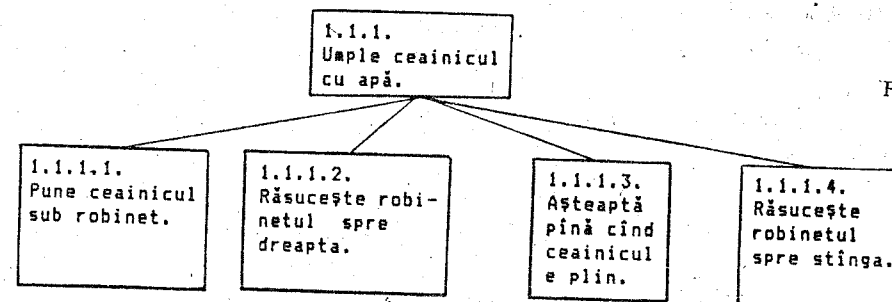 1.1.1.
Umple ceainicul
cu apă.
F
1.1.1.1.
Pune ceainicul
sub robinet.
1.1.1.2.
Răsucește robi-
netul spre
dreapta.
1.1.1.3.
Așteaptă
pînă cînd
ceainicul
e plin.
1.1.1.4.
Răsucește
robinetul
spre stînga.